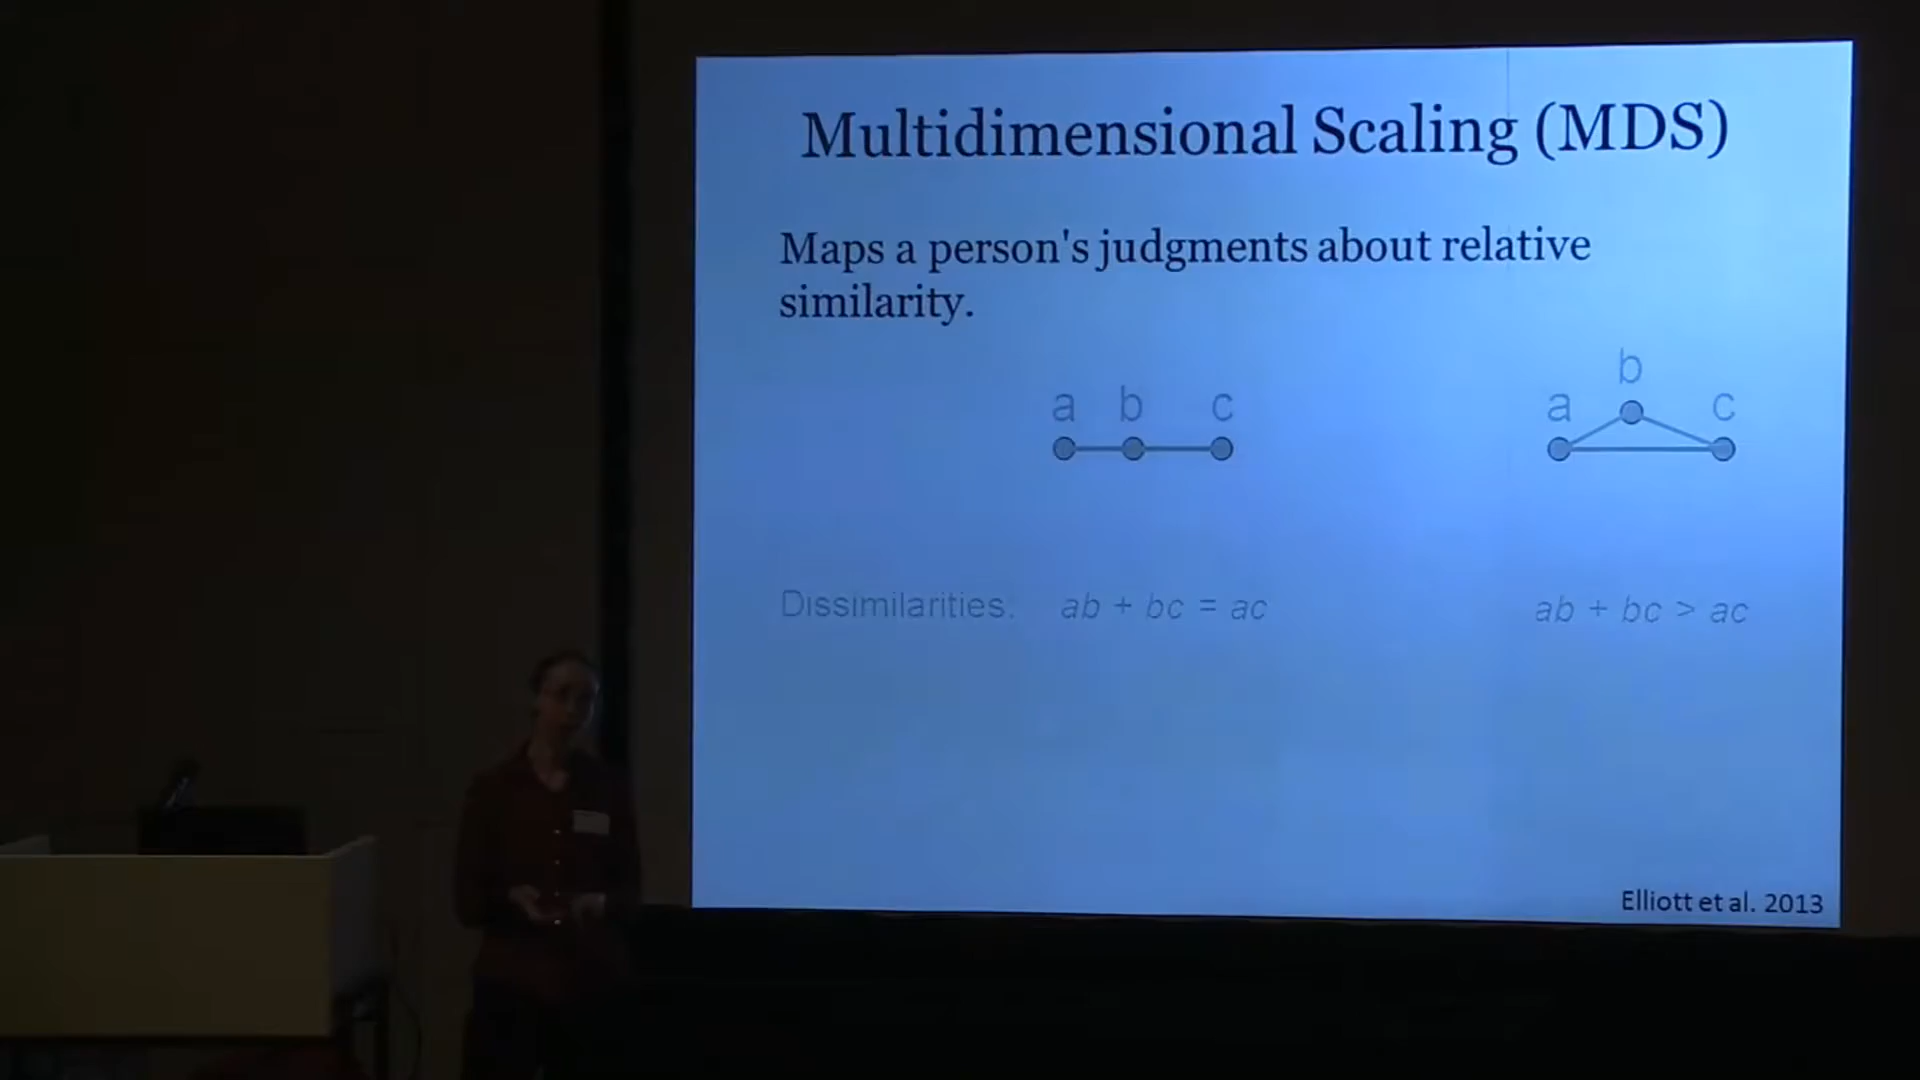 Multidimensional Scaling (MDS)
Maps a person's judgments about relative
similarity.
a b c
b
a c
Dissimilarities: ab + bc = ac ab + bc > ac
Elliott et al. 2013